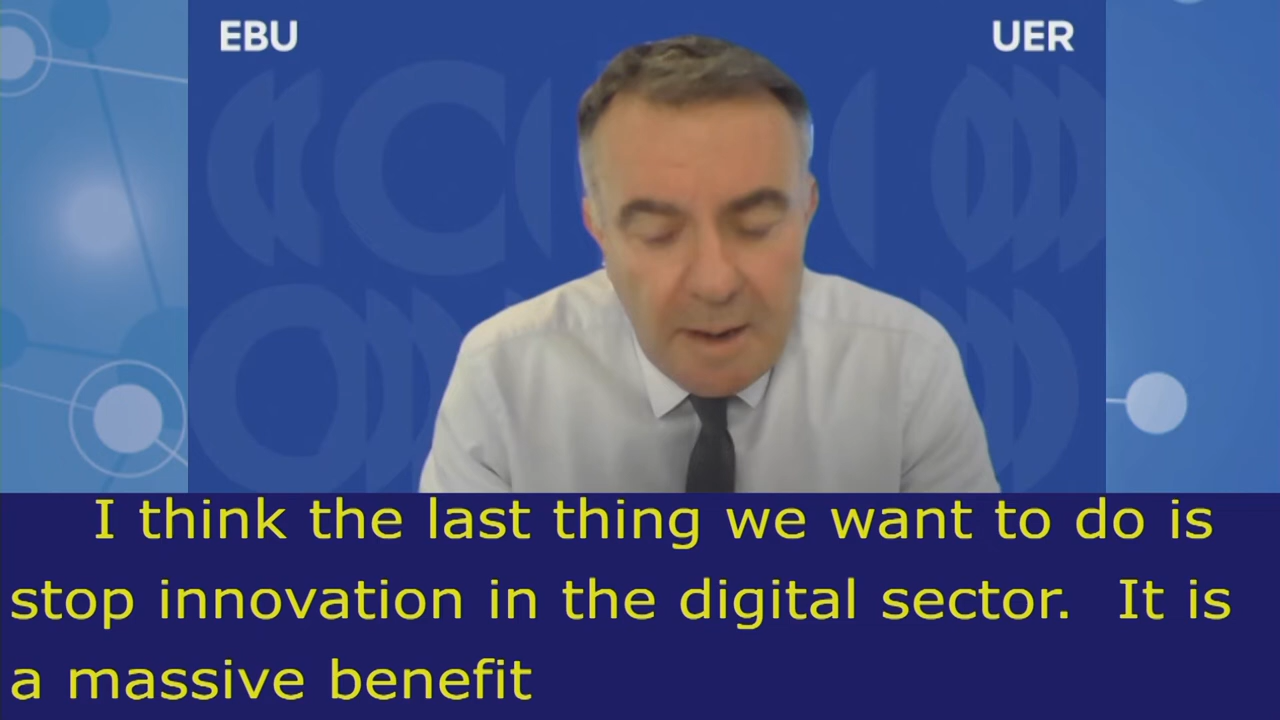 EBU
UER
I think the last thing we want to do is
stop innovation in the digital sector. It is
a massive benefit